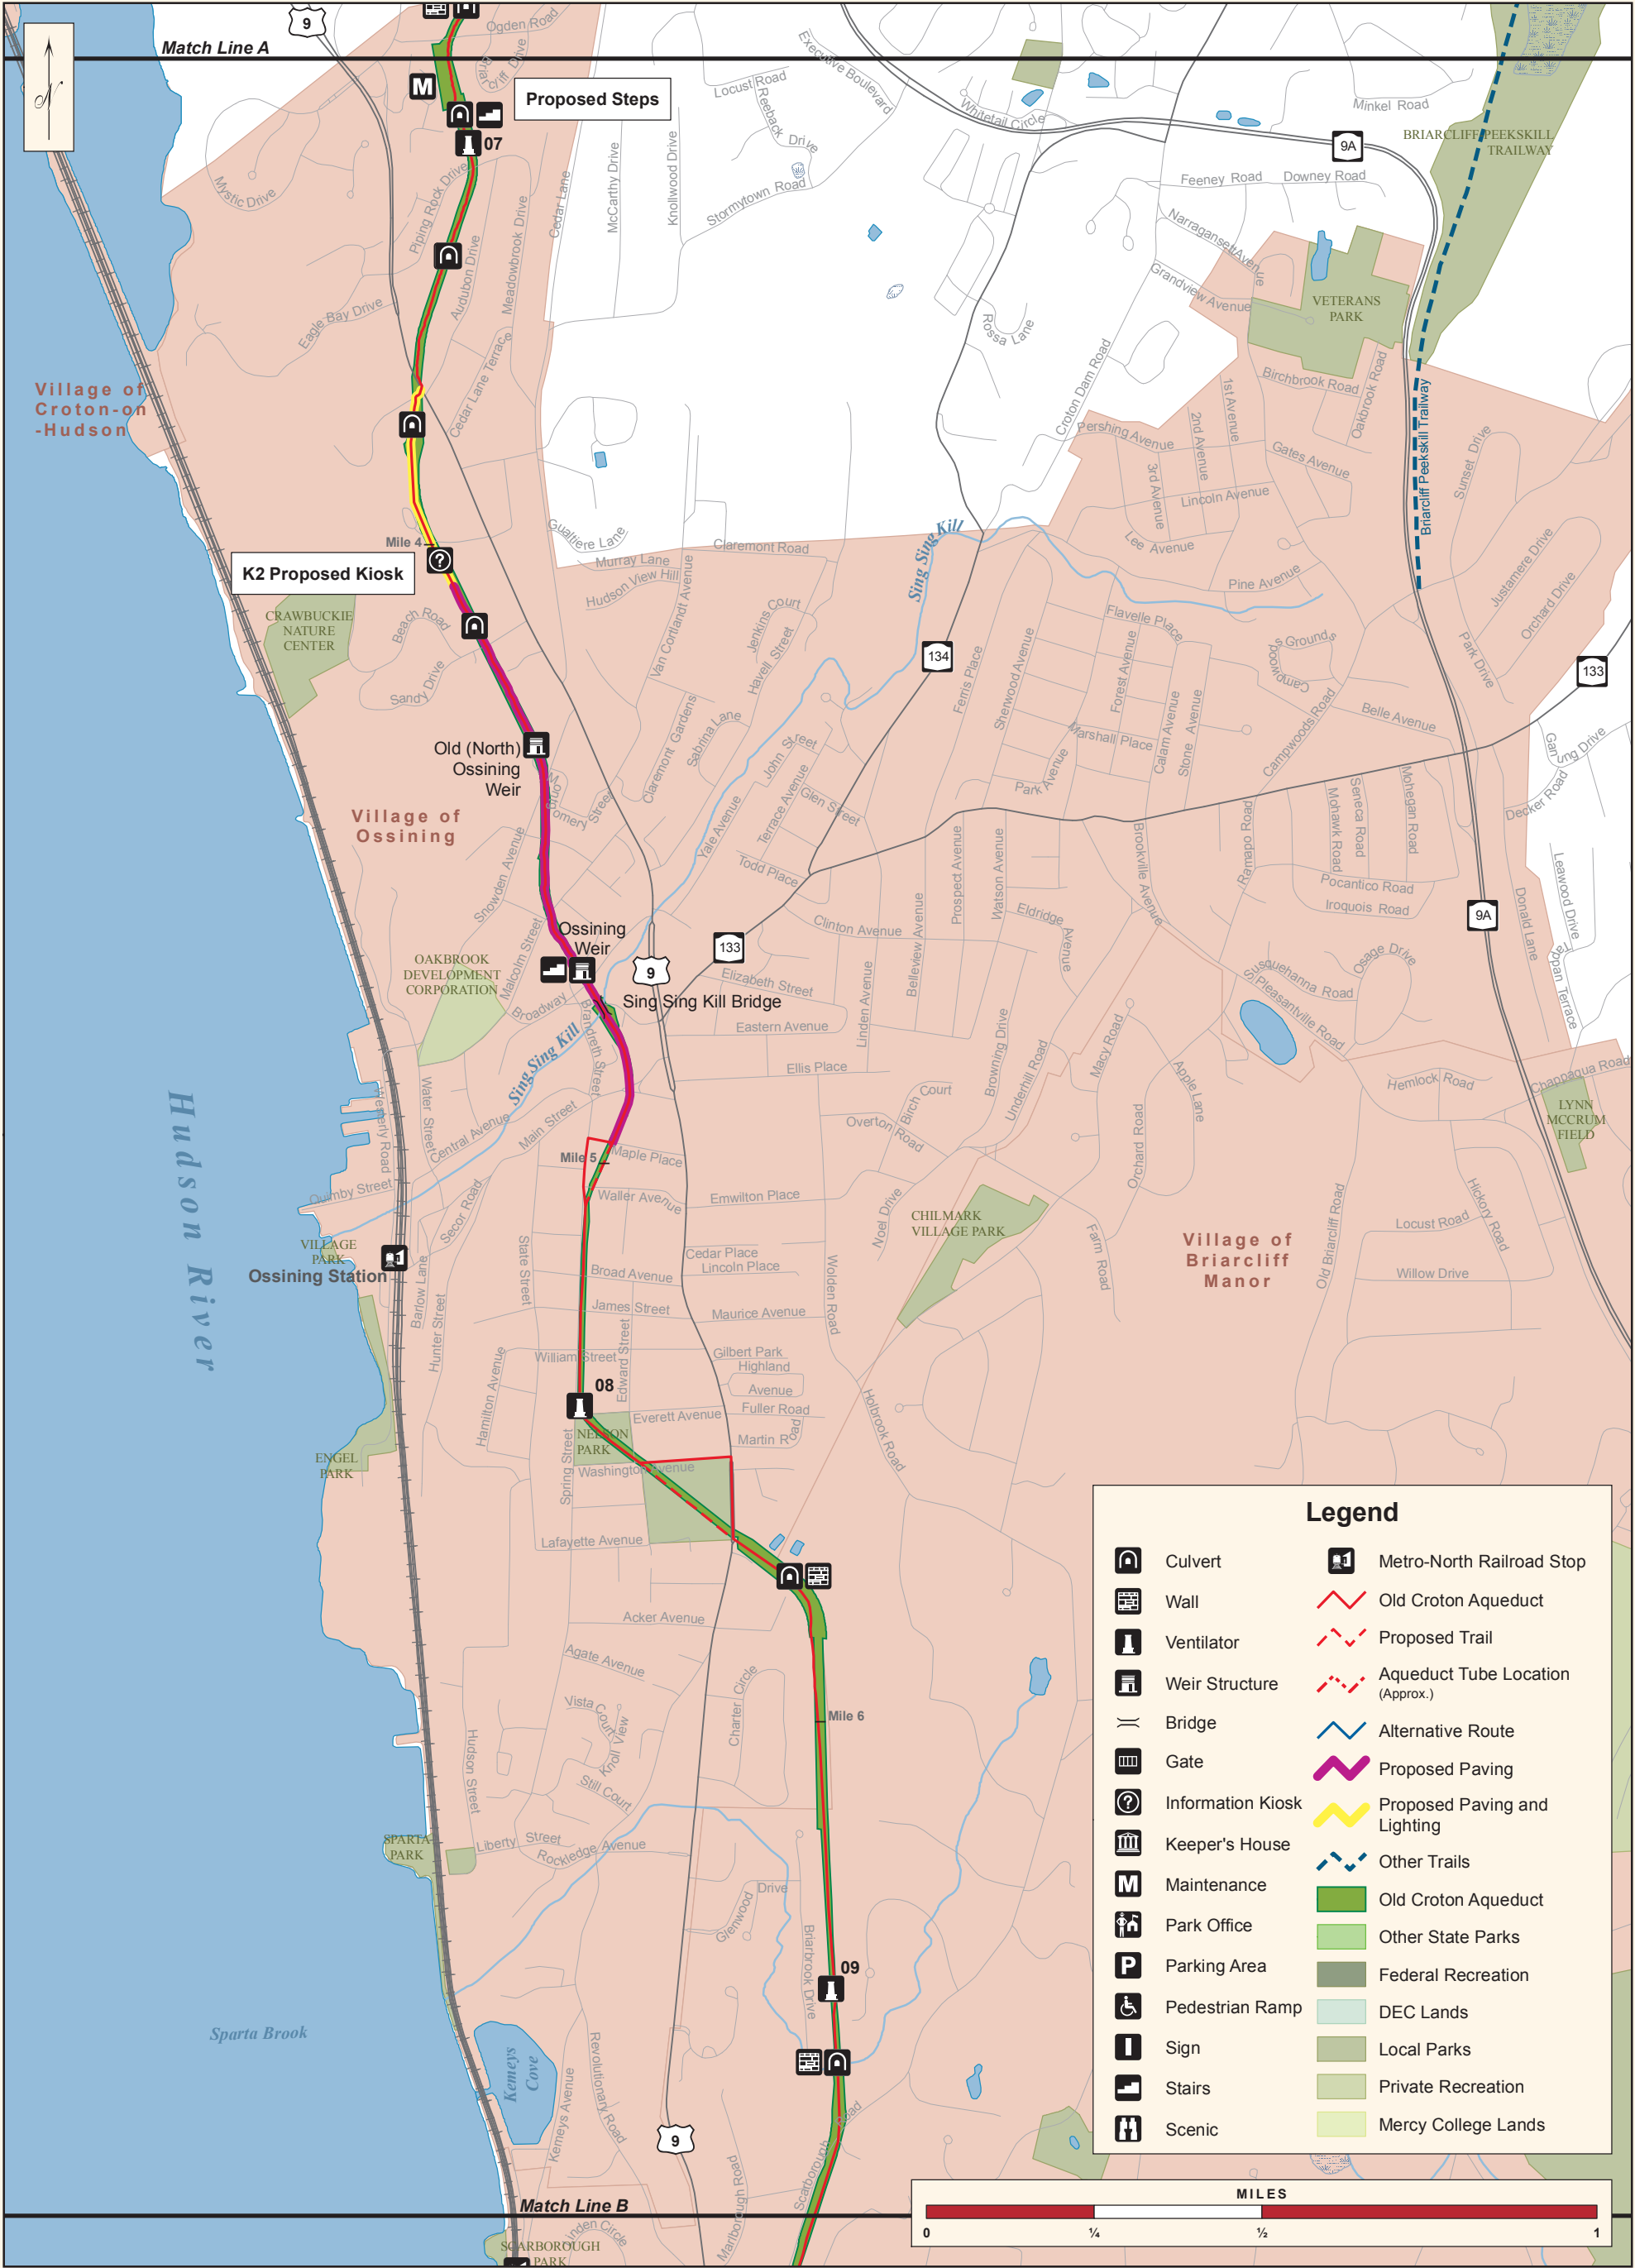 9
Ogden Road
Match Line A
Briar
Cliff Drive
M
Proposed Steps
07
Executive Boulevard
Locust Road
Reeback
Drive
Whitetail Circle
Minkel Road
BRIARCLIFF PEEKSKILL
TRAILWAY
9A
Feeney Road
Downey Road
Mystic Drive
Piping Rock Drive
Cedar Lane
McCarthy Drive
Knollwood Drive
Stormytown Road
Narragansett Avenue
Grandview Avenue
VETERANS
PARK
Audubon Drive
Meadowbrook Drive
Eagle Bay Drive
Rossa Lane
Croton Dam Road
Cedar Lane Terrace
Village of
Croton-on
-Hudson
Birchbrook Road
Oakbrook Road
Briarcliff Peekskill Trailway
1st Avenue
2nd Avenue
3rd Avenue
Pershing Avenue
Gates Avenue
Lincoln Avenue
Lee Avenue
Pine Avenue
Sunset Drive
Justamere Drive
Orchard Drive
Park Drive
Mile 4
K2 Proposed Kiosk
Gualtiere Lane
Murray Lane
Claremont Road
Hudson View Hill
Van Cortlandt Avenue
Jenkins Court
Havell Street
Sing Sing Kill
CRAWBUCKIE
NATURE
CENTER
Beach Road
Sandy Drive
134
Ferris Place
Sherwood Avenue
Flavelle Place
Forest Avenue
Calam Avenue
Stone Avenue
Marshall Place
Park Avenue
Campwoods Grounds
Campwoods Road
Belle Avenue
133
Old (North)
Ossining
Weir
Claremont Gardens
Sabrina Lane
John Street
Terrace Avenue
Glen Street
Yale Avenue
Todd Place
Pomery Street
Village of
Ossining
Snowden Avenue
Malcolm Street
Gansung Drive
Decker Road
Mohegan Road
Seneca Road
Mohawk Road
Ramapo Road
Pocantico Road
Iroquois Road
Brookville Avenue
Prospect Avenue
Watson Avenue
Eldridge
Avenue
Belleview Avenue
Clinton Avenue
Linden Avenue
Ossining
Weir
133
9
9A
Donald Lane
Leawood Drive
Tappan Terrace
OAKBROOK
DEVELOPMENT
CORPORATION
Broadway
Brandreth Street
Sing Sing Kill Bridge
Sing Sing Kill
Elizabeth Street
Eastern Avenue
Ellis Place
Osage Drive
Susquehanna Road
Pleasantville Road
Hemlock Road
Chappaqua Road
LYNN
MCCRUM
FIELD
Macy Road
Apple Lane
Orchard Road
Browning Drive
Underhill Road
Birch Court
Overton Road
Hudson River
Westerly Road
Water Street
Central Avenue
Main Street
Quimby Street
Secor Road
Mile 5
Maple Place
Waller Avenue
Emwilton Place
Noel Drive
CHILMARK
VILLAGE PARK
Farm Road
Village of
Briarcliff
Manor
Old Briarcliff Road
Locust Road
Hickory Road
Willow Drive
VILLAGE
PARK
Ossining Station
Barlow Lane
Hunter Street
State Street
Cedar Place
Lincoln Place
Broad Avenue
James Street
Maurice Avenue
Wolden Road
William Street
Edward Street
Gilbert Park
Highland
Avenue
Fuller Road
Hamilton Avenue
08
Everett Avenue
Martin Road
Holbrook Road
NELSON
PARK
Washington Avenue
Spring Street
ENGEL
PARK
Lafayette Avenue
Acker Avenue
Agate Avenue
Vista Court
Knoll View
Still Court
Charter Circle
Mile 6
Hudson Street
SPARTA
PARK
Liberty Street
Rockledge Avenue
Glenwood
Drive
Briarbrook Drive
09
Sparta Brook
Kemeys
Cove
Kemeys Avenue
Revolutionary Road
9
Marlborough Road
Scarborough Road
Match Line B
Linden Circle
SCARBOROUGH
PARK
Legend
Culvert
Wall
Ventilator
Weir Structure
Bridge
Gate
Information Kiosk
Keeper's House
M
Maintenance
Park Office
P
Parking Area
Pedestrian Ramp
Sign
Stairs
Scenic
Metro-North Railroad Stop
Old Croton Aqueduct
Proposed Trail
Aqueduct Tube Location
(Approx.)
Alternative Route
Proposed Paving
Proposed Paving and
Lighting
Other Trails
Old Croton Aqueduct
Other State Parks
Federal Recreation
DEC Lands
Local Parks
Private Recreation
Mercy College Lands
MILES
0
¼
½
1